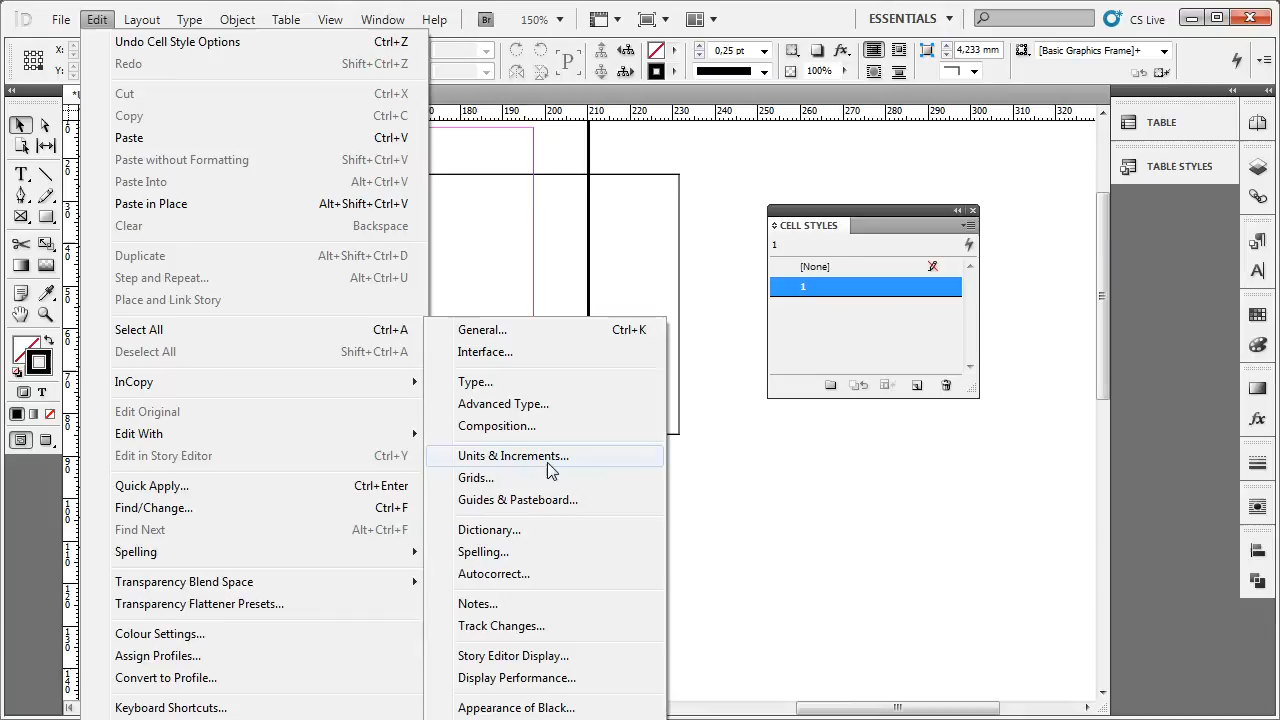 ID File Edit Layout Type Object Table View Window Help Br 150% ESSENTIALS CS Live
X: 0,25 pt 4,233 mm [Basic Graphics Frame]+
Y: 100%
180 190 200 210 220 230 240 250 260 270 280 290 300 310 320
Undo Cell Style Options Ctrl+Z
Redo Shift+Ctrl+Z
Cut Ctrl+X
Copy Ctrl+C
Paste Ctrl+V
Paste without Formatting Shift+Ctrl+V
Paste Into Alt+Ctrl+V
Paste in Place Alt+Shift+Ctrl+V
Clear Backspace
Duplicate Alt+Shift+Ctrl+D
Step and Repeat... Alt+Ctrl+U
Place and Link Story
Select All Ctrl+A
Deselect All Shift+Ctrl+A
InCopy
Edit Original
Edit With
Edit in Story Editor Ctrl+Y
Quick Apply... Ctrl+Enter
Find/Change... Ctrl+F
Find Next Alt+Ctrl+F
Spelling
Transparency Blend Space
Transparency Flattener Presets...
Colour Settings...
Assign Profiles...
Convert to Profile...
Keyboard Shortcuts...
General... Ctrl+K
Interface...
Type...
Advanced Type...
Composition...
Units & Increments...
Grids...
Guides & Pasteboard...
Dictionary...
Spelling...
Autocorrect...
Notes...
Track Changes...
Story Editor Display...
Display Performance...
Appearance of Black...
CELL STYLES
1
[None]
1
TABLE
TABLE STYLES